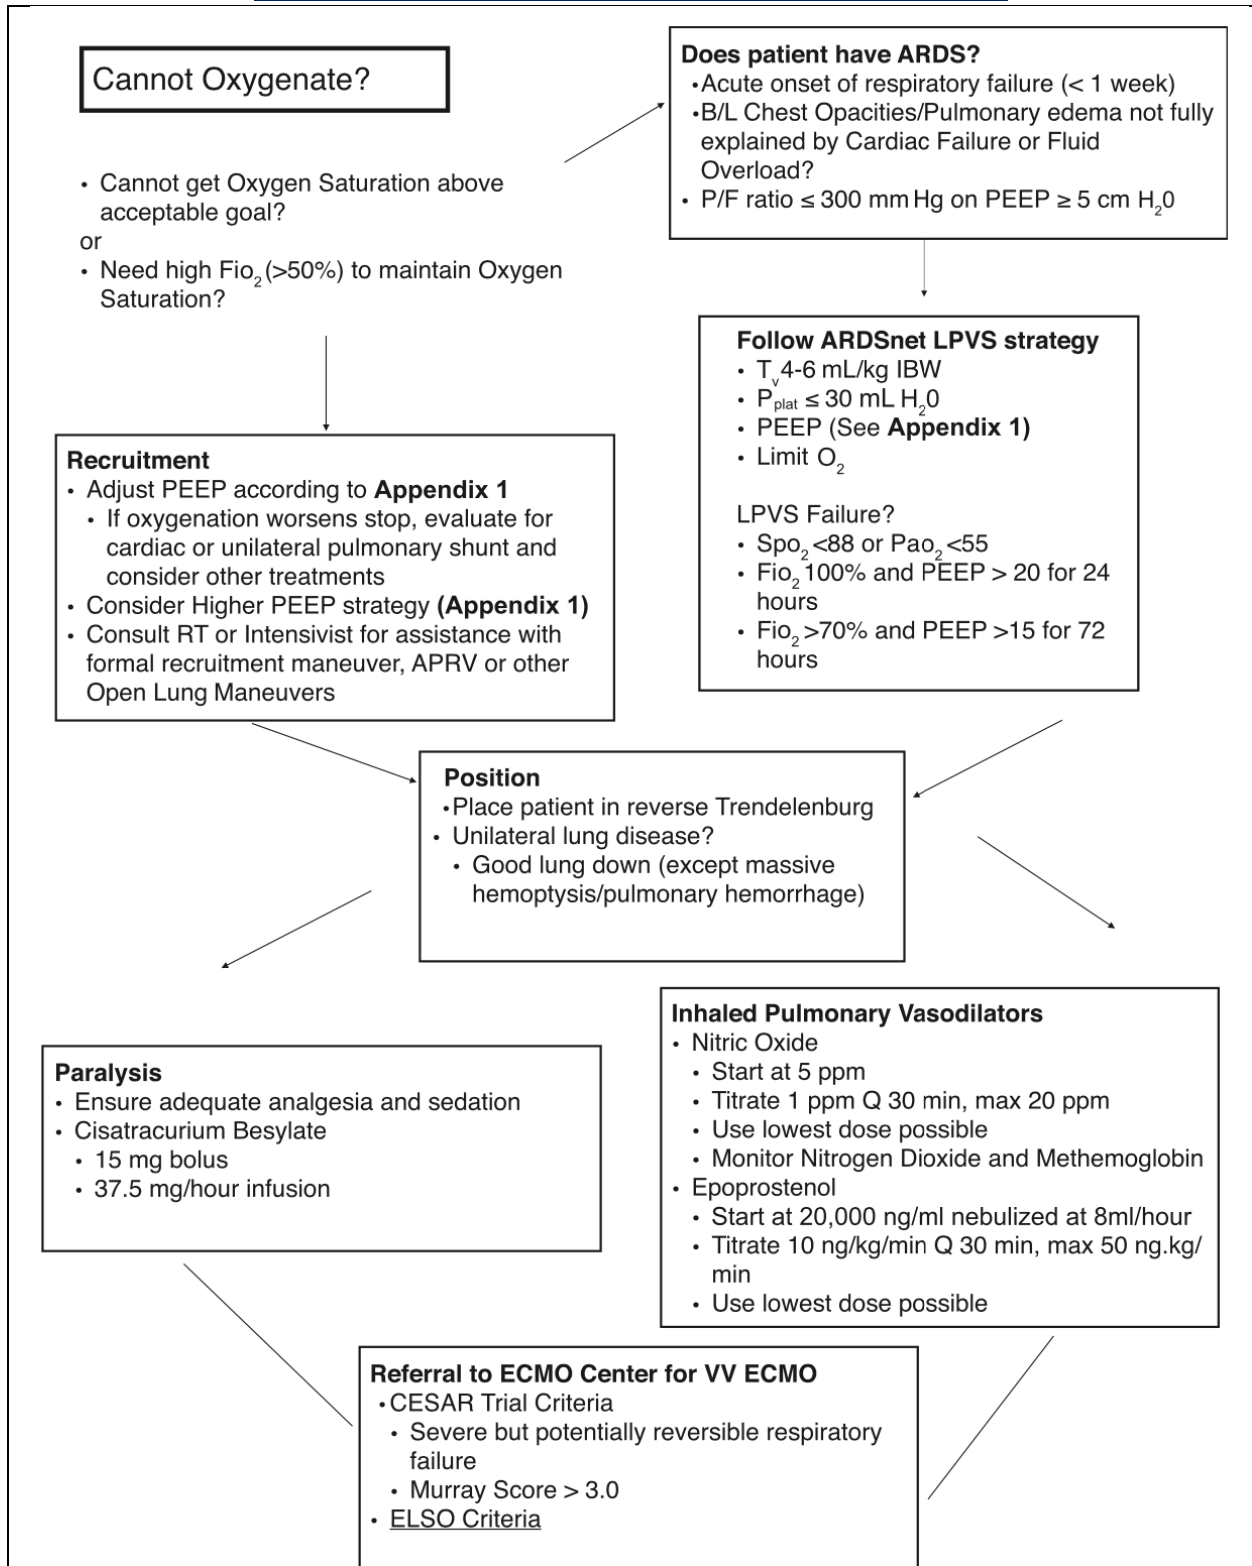 Cannot Oxygenate?
• Cannot get Oxygen Saturation above
acceptable goal?
or
• Need high Fio2 (>50%) to maintain Oxygen
Saturation?
Does patient have ARDS?
•Acute onset of respiratory failure (< 1 week)
•B/L Chest Opacities/Pulmonary edema not fully
explained by Cardiac Failure or Fluid
Overload?
• P/F ratio ≤ 300 mm Hg on PEEP ≥ 5 cm H20
Follow ARDSnet LPVS strategy
• Tv 4-6 mL/kg IBW
• Pplat ≤ 30 mL H20
• PEEP (See Appendix 1)
• Limit O2
LPVS Failure?
• Spo2 <88 or Pao2 <55
• Fio2 100% and PEEP > 20 for 24
hours
• Fio2 >70% and PEEP >15 for 72
hours
Recruitment
• Adjust PEEP according to Appendix 1
• If oxygenation worsens stop, evaluate for
cardiac or unilateral pulmonary shunt and
consider other treatments
• Consider Higher PEEP strategy (Appendix 1)
• Consult RT or Intensivist for assistance with
formal recruitment maneuver, APRV or other
Open Lung Maneuvers
Position
•Place patient in reverse Trendelenburg
• Unilateral lung disease?
• Good lung down (except massive
hemoptysis/pulmonary hemorrhage)
Paralysis
• Ensure adequate analgesia and sedation
• Cisatracurium Besylate
• 15 mg bolus
• 37.5 mg/hour infusion
Inhaled Pulmonary Vasodilators
• Nitric Oxide
• Start at 5 ppm
• Titrate 1 ppm Q 30 min, max 20 ppm
• Use lowest dose possible
• Monitor Nitrogen Dioxide and Methemoglobin
• Epoprostenol
• Start at 20,000 ng/ml nebulized at 8ml/hour
• Titrate 10 ng/kg/min Q 30 min, max 50 ng.kg/
min
• Use lowest dose possible
Referral to ECMO Center for VV ECMO
•CESAR Trial Criteria
• Severe but potentially reversible respiratory
failure
• Murray Score > 3.0
• ELSO Criteria